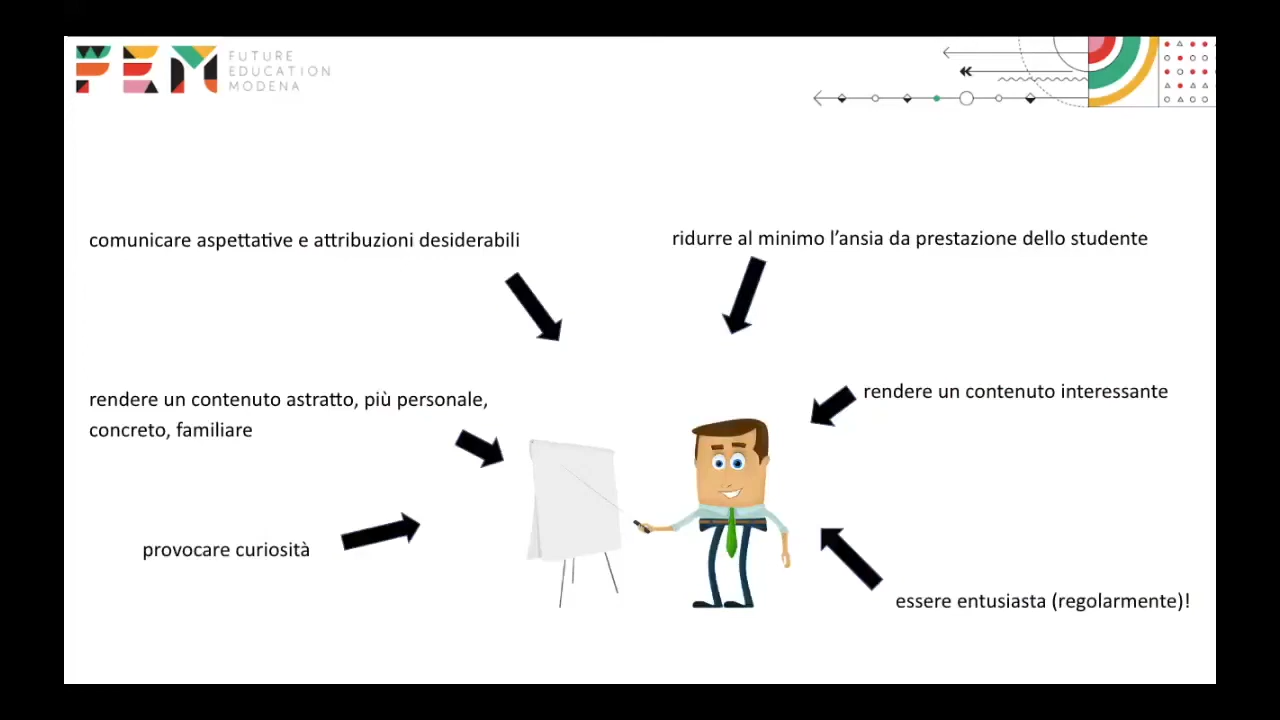 FEM
FUTURE
EDUCATION
MODENA
comunicare aspettative e attribuzioni desiderabili
ridurre al minimo l’ansia da prestazione dello studente
rendere un contenuto astratto, più personale,
concreto, familiare
rendere un contenuto interessante
provocare curiosità
essere entusiasta (regolarmente)!